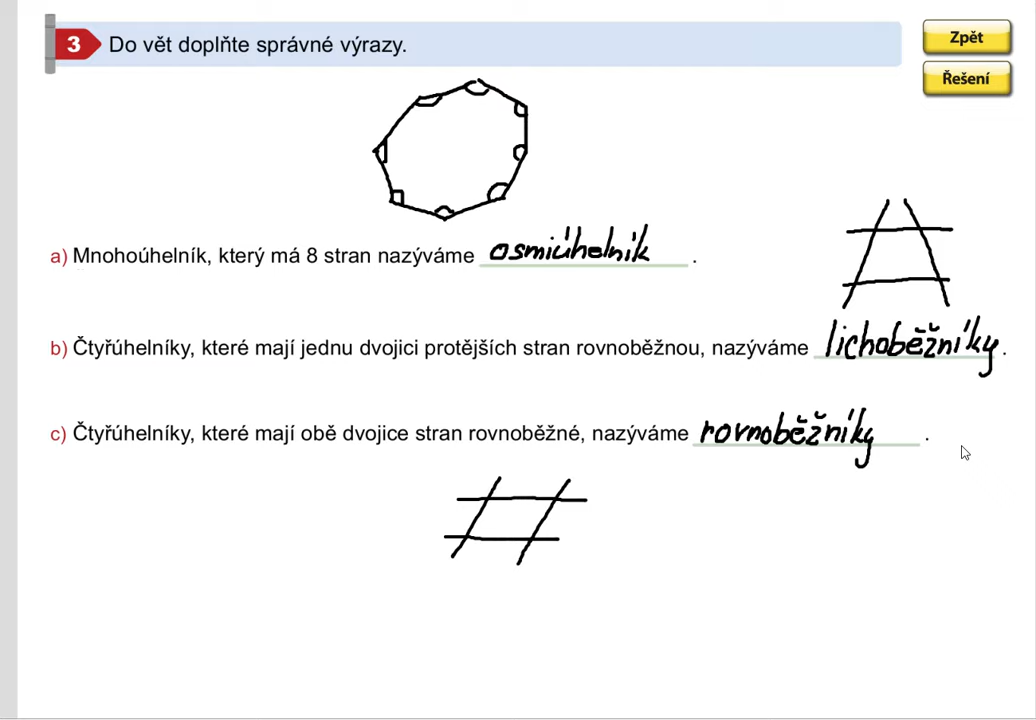 3 Do vět doplňte správné výrazy.
Zpět
Řešení
a) Mnohoúhelník, který má 8 stran nazýváme osmiúhelník .
b) Čtyřúhelníky, které mají jednu dvojici protějších stran rovnoběžnou, nazýváme lichoběžníky .
c) Čtyřúhelníky, které mají obě dvojice stran rovnoběžné, nazýváme rovnoběžníky .